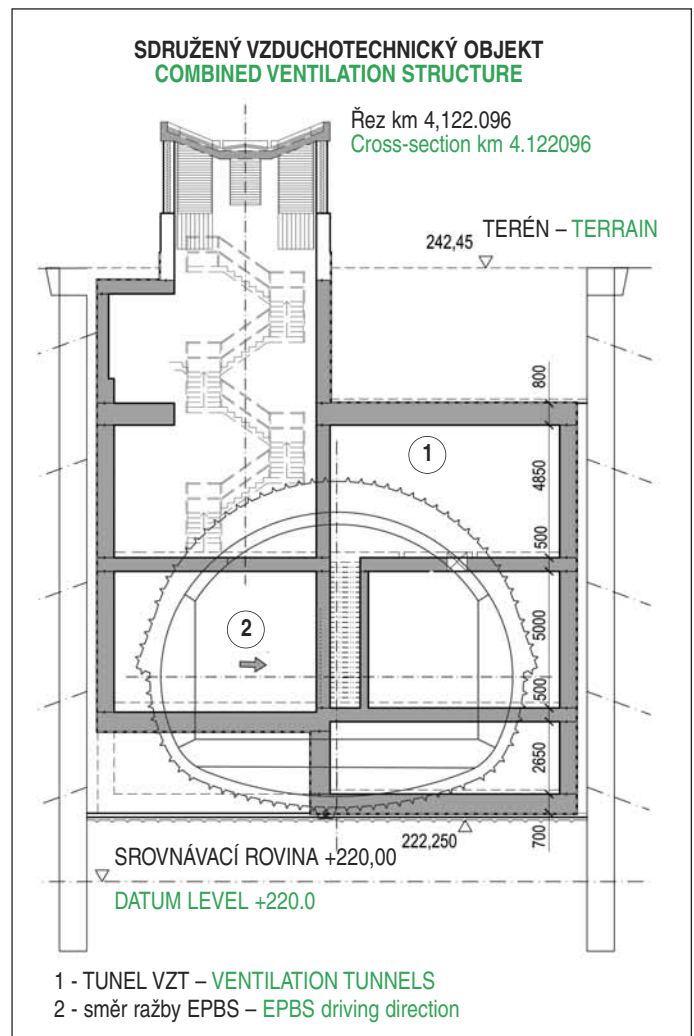 SDRUŽENÝ VZDUCHOTECHNICKÝ OBJEKT
COMBINED VENTILATION STRUCTURE
Řez km 4,122.096
Cross-section km 4.122096
TERÉN – TERRAIN
242,45
800
1
4850
500
2
5000
500
2650
222,250
700
SROVNÁVACÍ ROVINA +220,00
DATUM LEVEL +220.0
1 - TUNEL VZT – VENTILATION TUNNELS
2 - směr ražby EPBS – EPBS driving direction